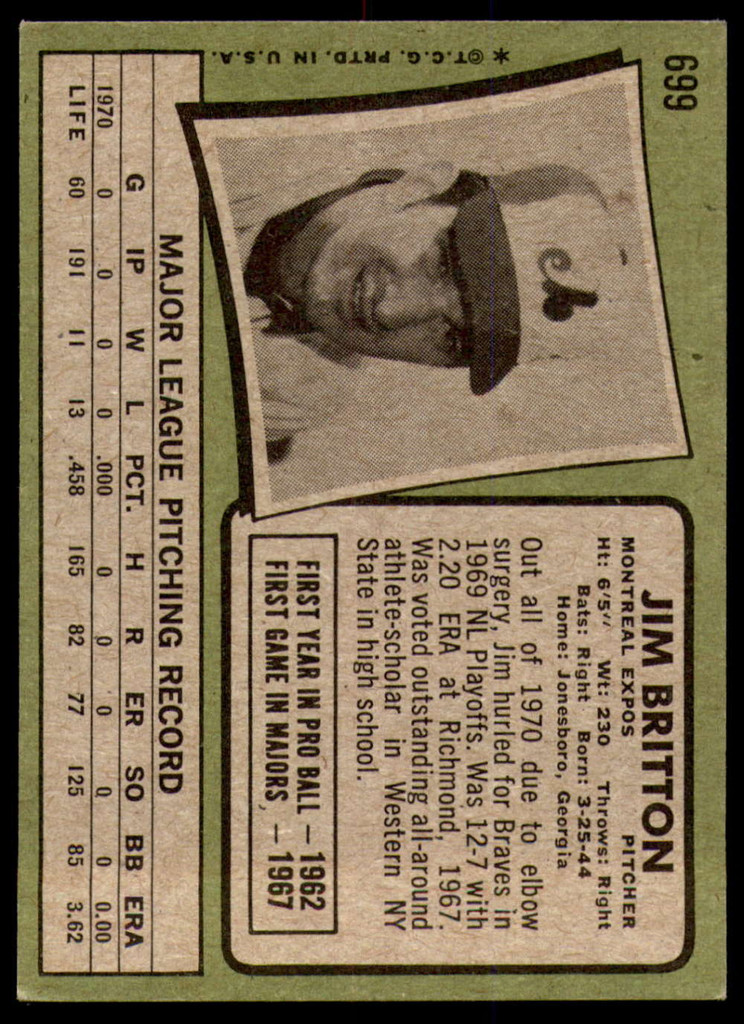 699
JIM BRITTON
MONTREAL EXPOS PITCHER
Ht: 6'5" Wt: 230 Throws: Right
Bats: Right Born: 3-25-44
Home: Jonesboro, Georgia
Out all of 1970 due to elbow
surgery, Jim hurled for Braves in
1969 NL Playoffs. Was 12-7 with
2.20 ERA at Richmond, 1967.
Was voted outstanding all-around
athlete-scholar in Western NY
State in high school.
FIRST YEAR IN PRO BALL — 1962
FIRST GAME IN MAJORS, — 1967
MAJOR LEAGUE PITCHING RECORD
G IP W L PCT. H R ER SO BB ERA
1970 0 0 0 0 .000 0 0 0 0 0 0.00
LIFE 60 191 11 13 .458 165 82 77 125 85 3.62
* © T.C.G. PRTD. IN U.S.A.